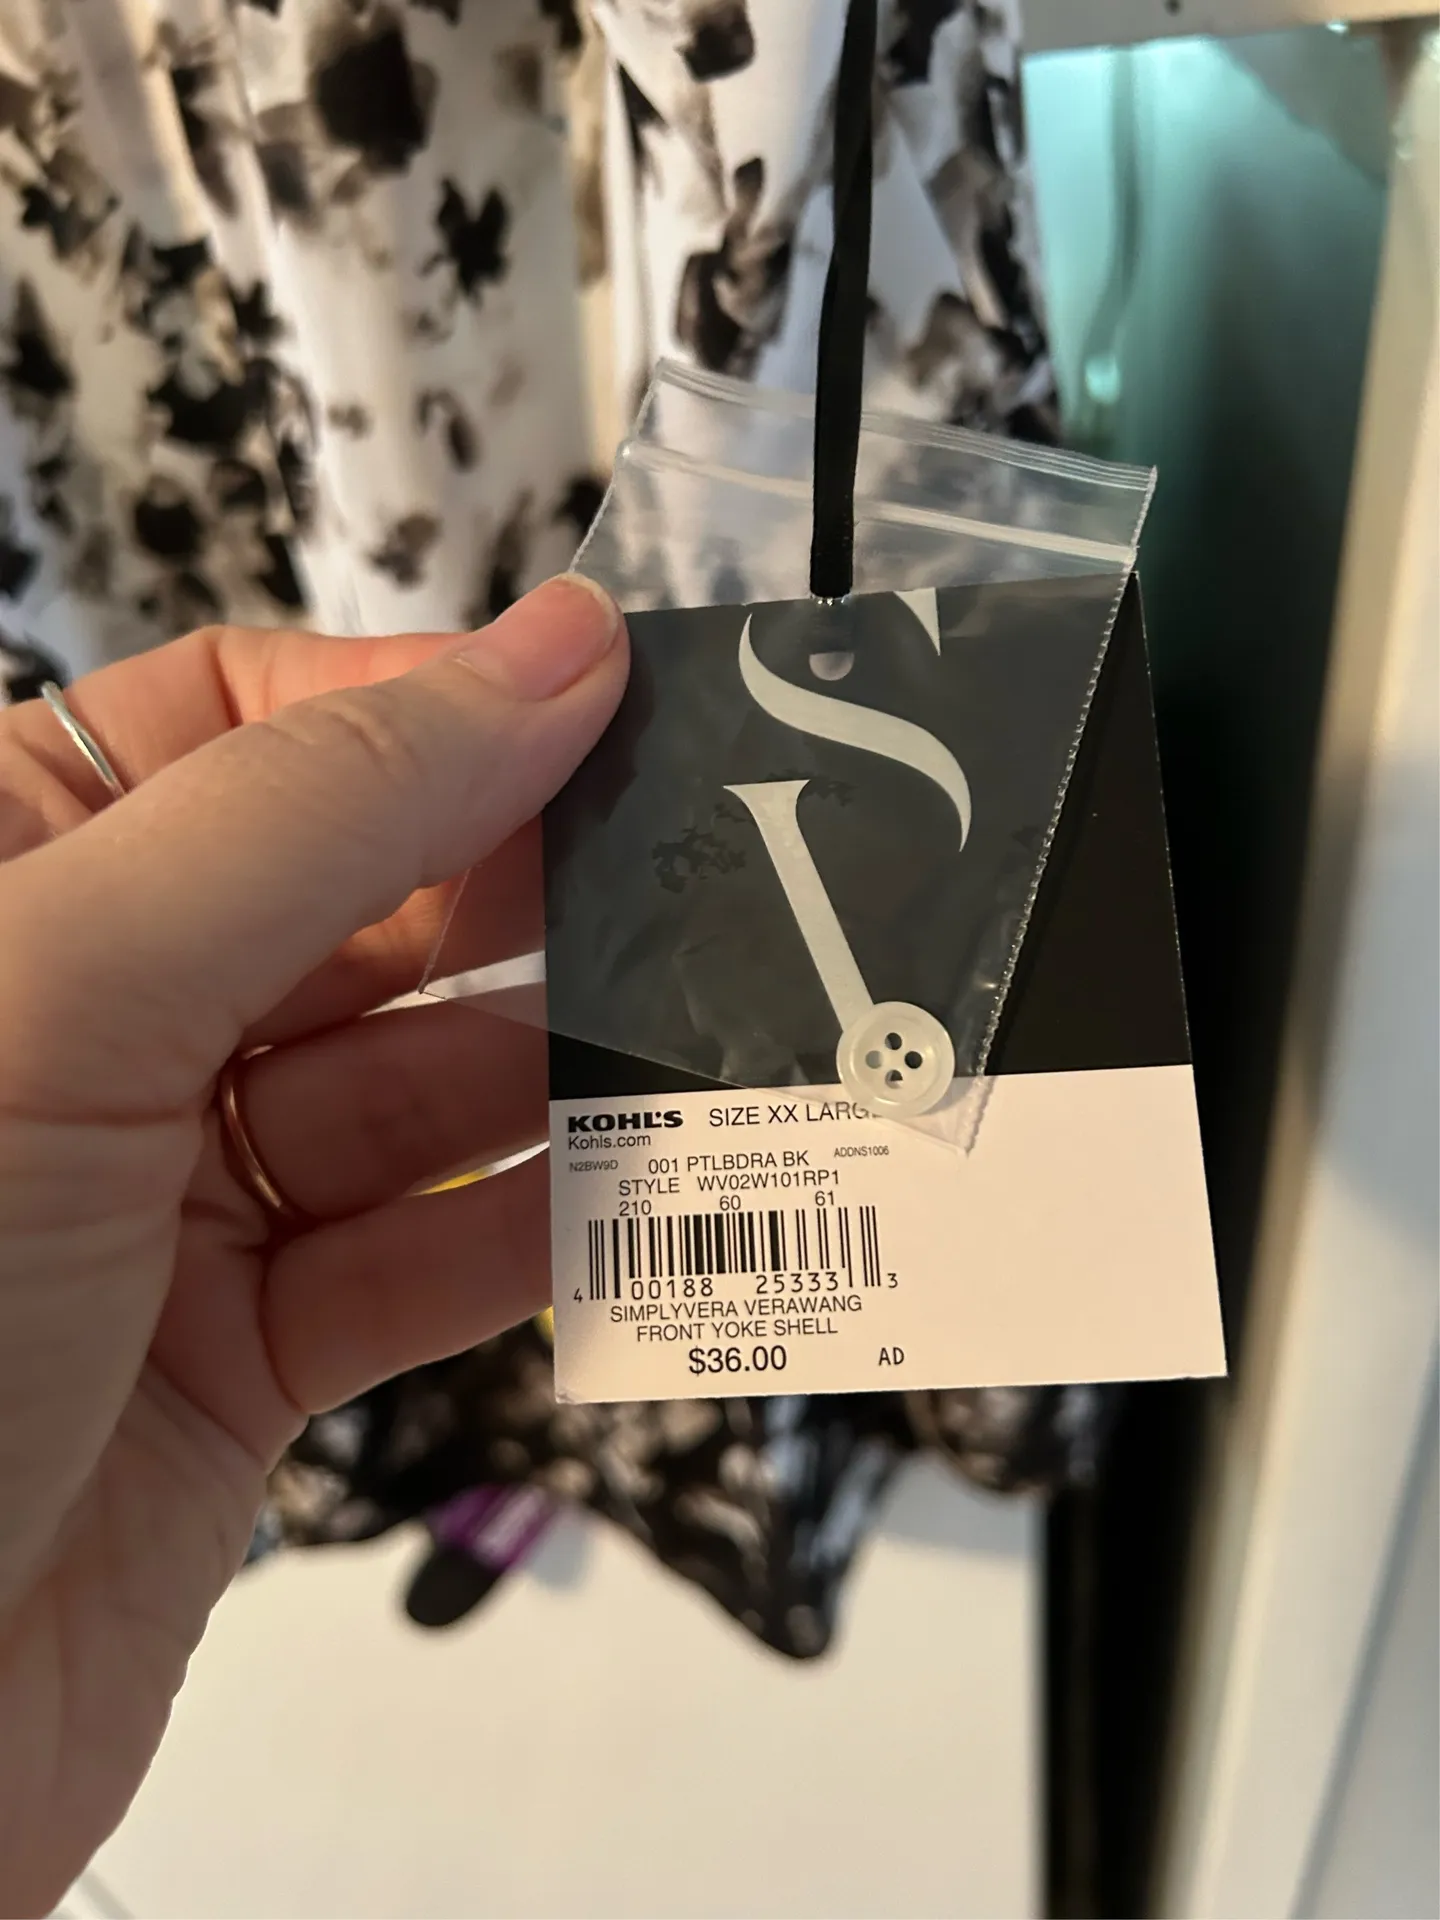 S
V
KOHL'S SIZE XX LARGE
Kohls.com
N2BW9D 001 PTLBDRA BK ADDNS1006
STYLE WV02W101RP1
210 60 61
4 00188 25333 3
SIMPLYVERA VERAWANG
FRONT YOKE SHELL
$36.00 AD